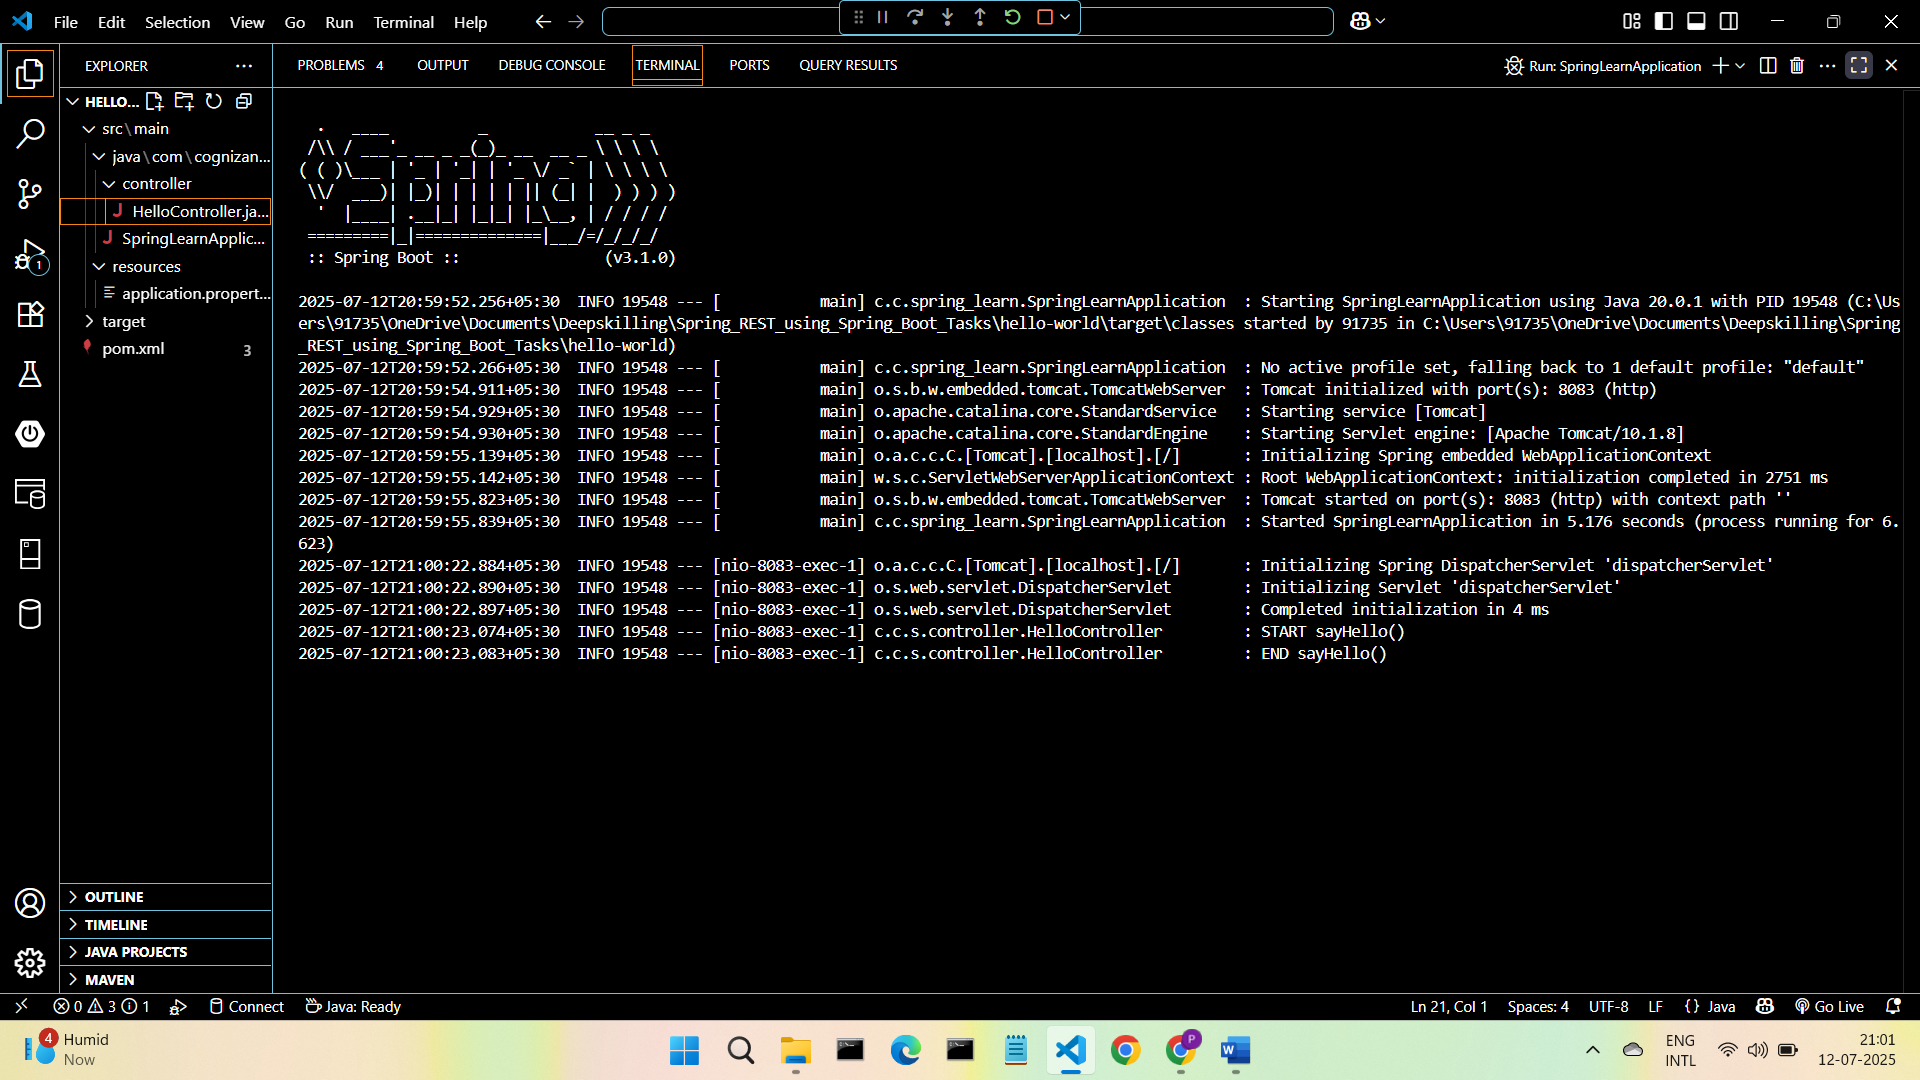 File Edit Selection View Go Run Terminal Help
EXPLORER
PROBLEMS 4 OUTPUT DEBUG CONSOLE TERMINAL PORTS QUERY RESULTS
Run: SpringLearnApplication
HELLO...
src\main
java\com\cognizan...
controller
HelloController.ja...
SpringLearnApplic...
resources
application.propert...
target
pom.xml 3
1
:: Spring Boot :: (v3.1.0)
2025-07-12T20:59:52.256+05:30 INFO 19548 --- [ main] c.c.spring_learn.SpringLearnApplication : Starting SpringLearnApplication using Java 20.0.1 with PID 19548 (C:\Us
ers\91735\OneDrive\Documents\Deepskilling\Spring_REST_using_Spring_Boot_Tasks\hello-world\target\classes started by 91735 in C:\Users\91735\OneDrive\Documents\Deepskilling\Spring
_REST_using_Spring_Boot_Tasks\hello-world)
2025-07-12T20:59:52.266+05:30 INFO 19548 --- [ main] c.c.spring_learn.SpringLearnApplication : No active profile set, falling back to 1 default profile: "default"
2025-07-12T20:59:54.911+05:30 INFO 19548 --- [ main] o.s.b.w.embedded.tomcat.TomcatWebServer : Tomcat initialized with port(s): 8083 (http)
2025-07-12T20:59:54.929+05:30 INFO 19548 --- [ main] o.apache.catalina.core.StandardService : Starting service [Tomcat]
2025-07-12T20:59:54.930+05:30 INFO 19548 --- [ main] o.apache.catalina.core.StandardEngine : Starting Servlet engine: [Apache Tomcat/10.1.8]
2025-07-12T20:59:55.139+05:30 INFO 19548 --- [ main] o.a.c.c.C.[Tomcat].[localhost].[/] : Initializing Spring embedded WebApplicationContext
2025-07-12T20:59:55.142+05:30 INFO 19548 --- [ main] w.s.c.ServletWebServerApplicationContext : Root WebApplicationContext: initialization completed in 2751 ms
2025-07-12T20:59:55.823+05:30 INFO 19548 --- [ main] o.s.b.w.embedded.tomcat.TomcatWebServer : Tomcat started on port(s): 8083 (http) with context path ''
2025-07-12T20:59:55.839+05:30 INFO 19548 --- [ main] c.c.spring_learn.SpringLearnApplication : Started SpringLearnApplication in 5.176 seconds (process running for 6.
623)
2025-07-12T21:00:22.884+05:30 INFO 19548 --- [nio-8083-exec-1] o.a.c.c.C.[Tomcat].[localhost].[/] : Initializing Spring DispatcherServlet 'dispatcherServlet'
2025-07-12T21:00:22.890+05:30 INFO 19548 --- [nio-8083-exec-1] o.s.web.servlet.DispatcherServlet : Initializing Servlet 'dispatcherServlet'
2025-07-12T21:00:22.897+05:30 INFO 19548 --- [nio-8083-exec-1] o.s.web.servlet.DispatcherServlet : Completed initialization in 4 ms
2025-07-12T21:00:23.074+05:30 INFO 19548 --- [nio-8083-exec-1] c.c.s.controller.HelloController : START sayHello()
2025-07-12T21:00:23.083+05:30 INFO 19548 --- [nio-8083-exec-1] c.c.s.controller.HelloController : END sayHello()
OUTLINE
TIMELINE
JAVA PROJECTS
MAVEN
0 3 1 Connect Java: Ready
Ln 21, Col 1 Spaces: 4 UTF-8 LF {} Java Go Live
4 Humid
Now
P
ENG
INTL
21:01
12-07-2025